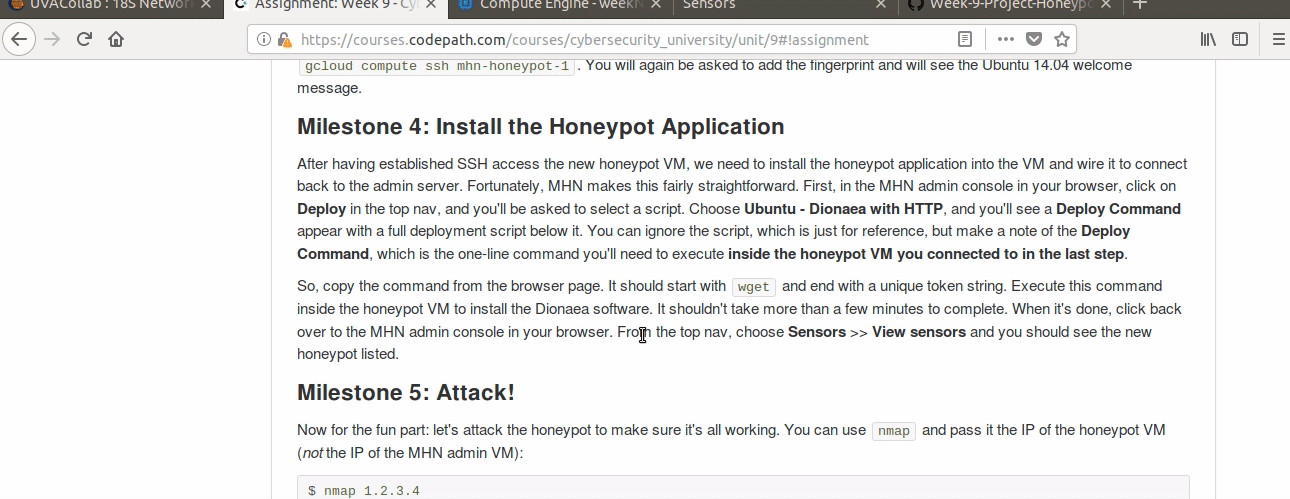 UVACollab : 18S Networ
Assignment: Week 9 - Cy
Compute Engine - week
Sensors
Week-9-Project-Honeypo
https://courses.codepath.com/courses/cybersecurity_university/unit/9#!assignment
gcloud compute ssh mhn-honeypot-1 . You will again be asked to add the fingerprint and will see the Ubuntu 14.04 welcome
message.
Milestone 4: Install the Honeypot Application
After having established SSH access the new honeypot VM, we need to install the honeypot application into the VM and wire it to connect
back to the admin server. Fortunately, MHN makes this fairly straightforward. First, in the MHN admin console in your browser, click on
Deploy in the top nav, and you'll be asked to select a script. Choose Ubuntu - Dionaea with HTTP, and you'll see a Deploy Command
appear with a full deployment script below it. You can ignore the script, which is just for reference, but make a note of the Deploy
Command, which is the one-line command you'll need to execute inside the honeypot VM you connected to in the last step.
So, copy the command from the browser page. It should start with wget and end with a unique token string. Execute this command
inside the honeypot VM to install the Dionaea software. It shouldn't take more than a few minutes to complete. When it's done, click back
over to the MHN admin console in your browser. From the top nav, choose Sensors >> View sensors and you should see the new
honeypot listed.
Milestone 5: Attack!
Now for the fun part: let's attack the honeypot to make sure it's all working. You can use nmap and pass it the IP of the honeypot VM
(not the IP of the MHN admin VM):
$ nmap 1.2.3.4